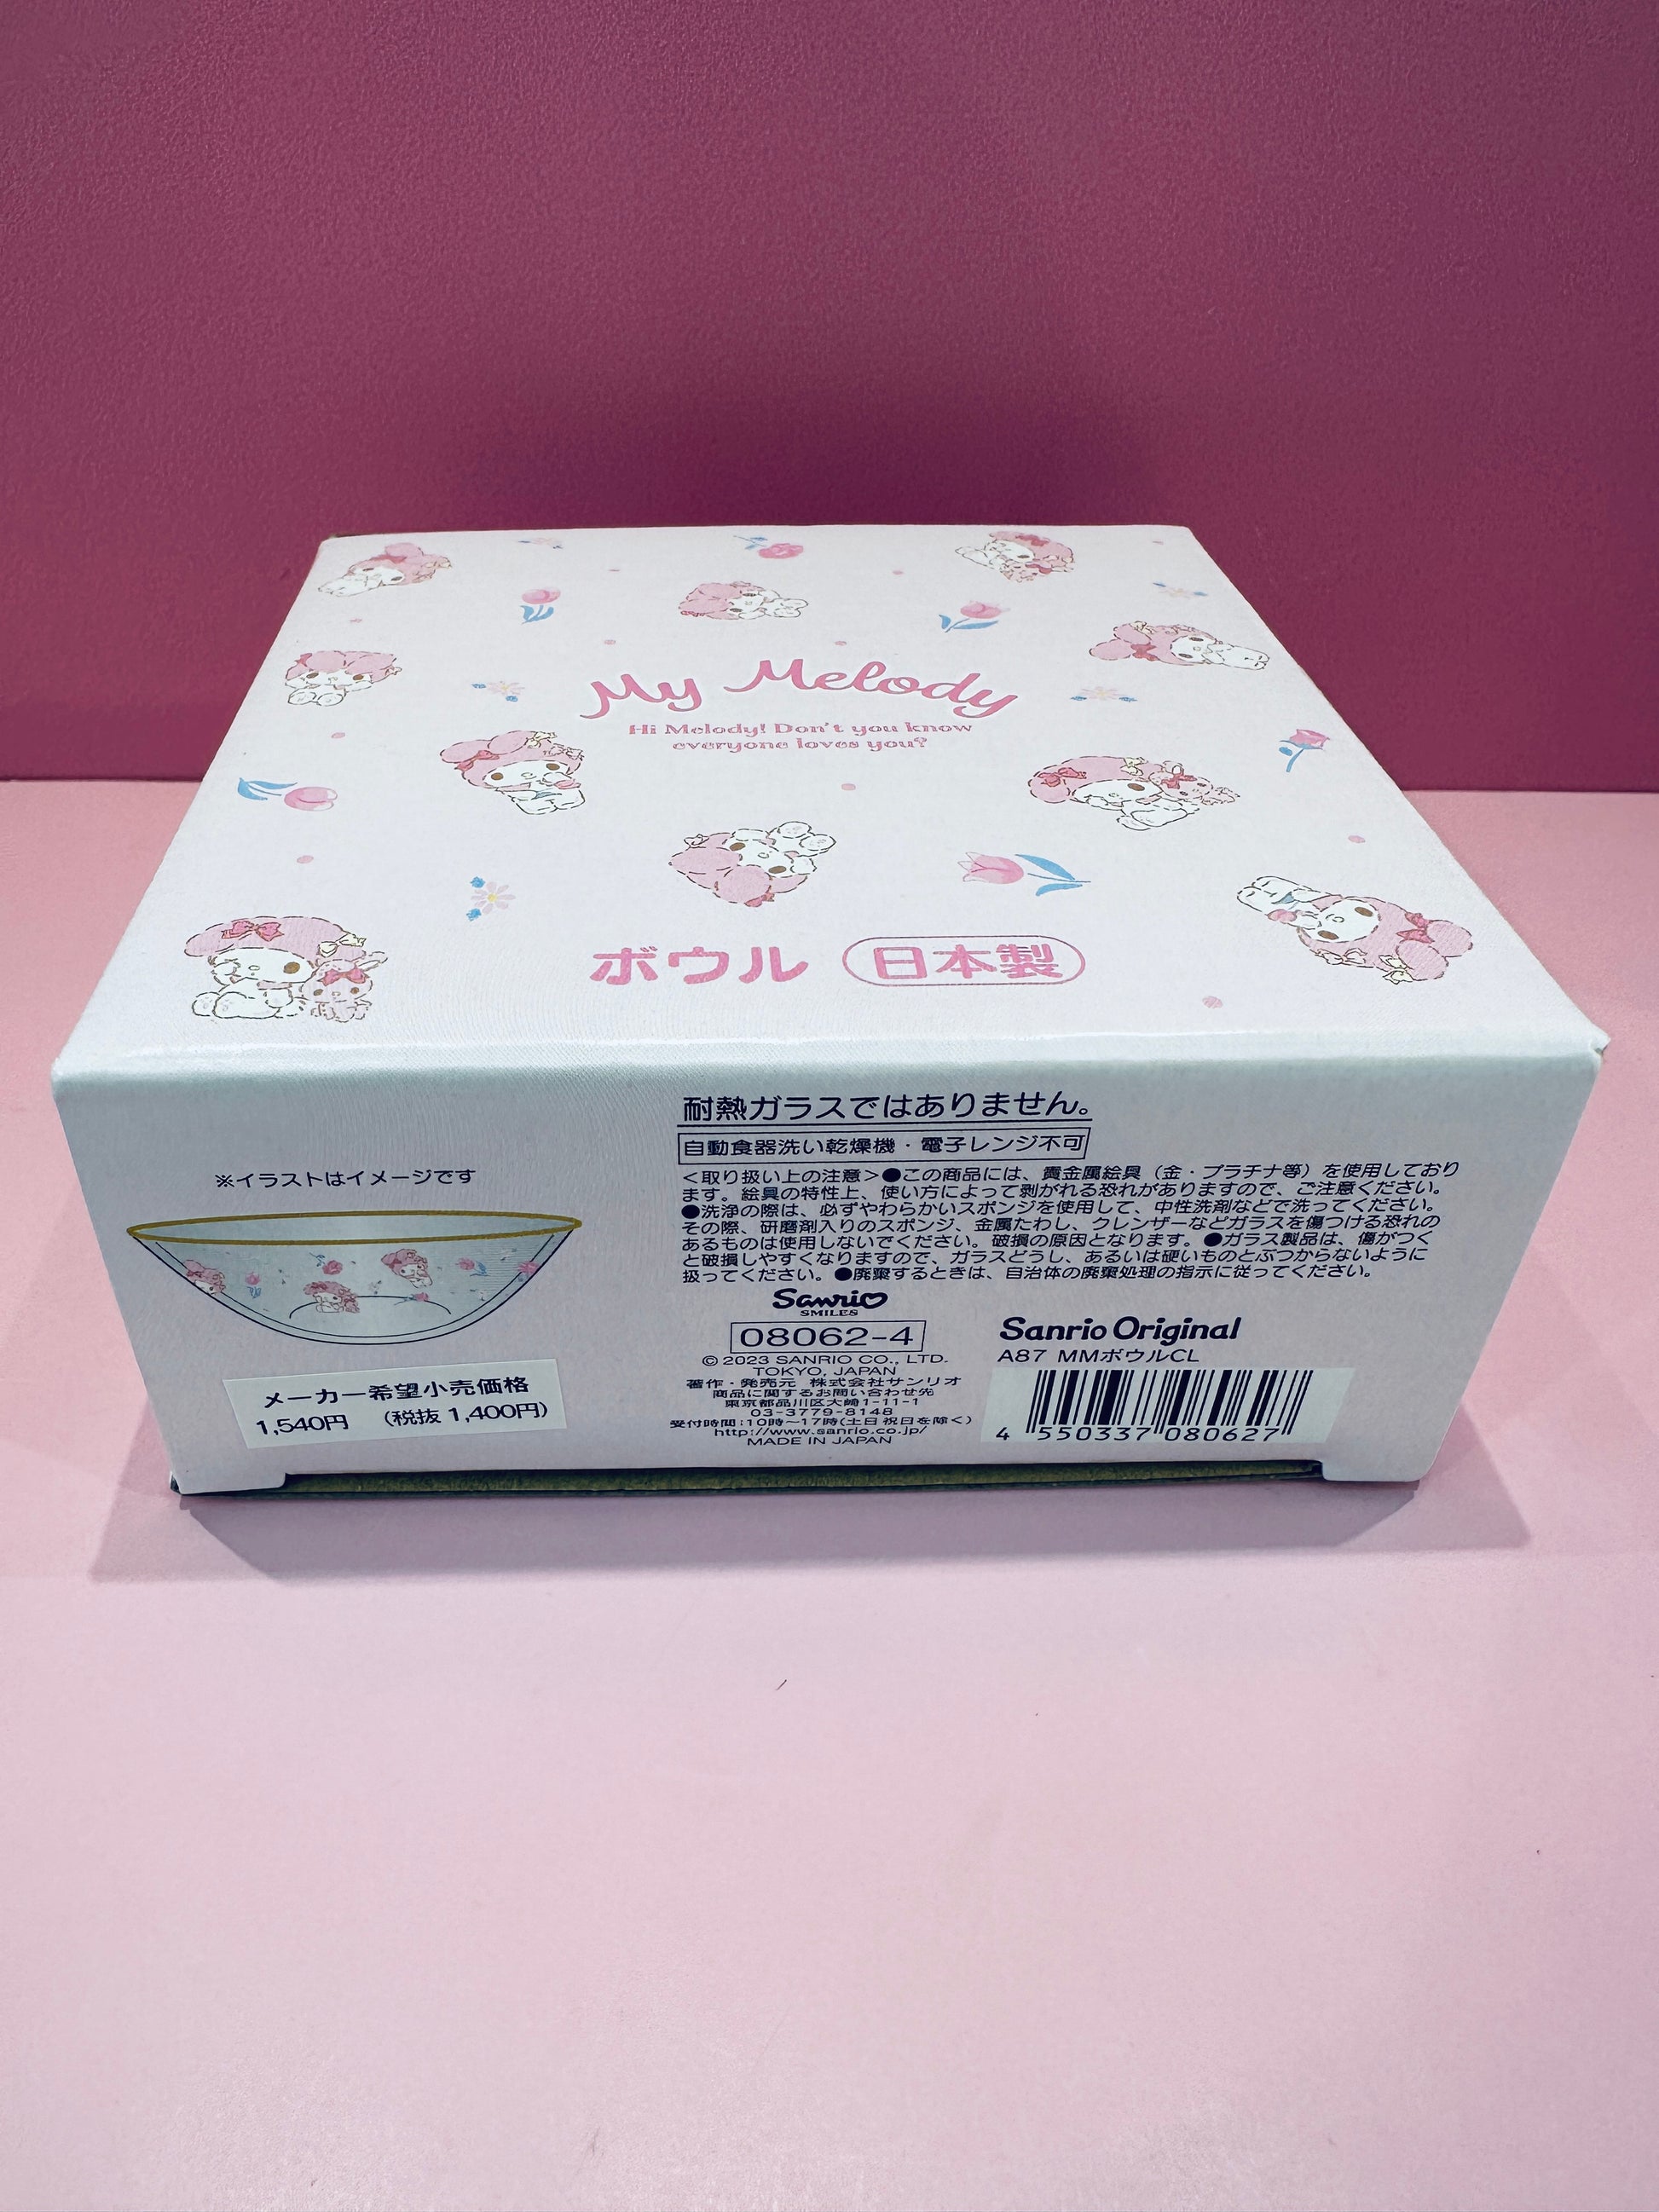 My Melody
Hi Melody! Don't you know
everyone loves you?
ボウル 日本製
※イラストはイメージです
メーカー希望小売価格
1,540円 (税抜1,400円)
耐熱ガラスではありません。
自動食器洗い乾燥機・電子レンジ不可
<取り扱い上の注意>●この商品には、貴金属絵具(金・プラチナ等)を使用しており
ます。絵具の特性上、使い方によって剥がれる恐れがありますので、ご注意ください。
●洗浄の際は、必ずやわらかいスポンジを使用して、中性洗剤などで洗ってください。
その際、研磨剤入りのスポンジ、金属たわし、クレンザーなどガラスを傷つける恐れの
あるものは使用しないでください。破損の原因となります。●ガラス製品は、傷がつく
と破損しやすくなりますので、ガラスどうし、あるいは硬いものとぶつからないように
扱ってください。●廃棄するときは、自治体の廃棄処理の指示に従ってください。
Sanrio
SMILES
08062-4
© 2023 SANRIO CO., LTD.
TOKYO, JAPAN
著作・発売元 株式会社サンリオ
商品に関するお問い合わせ先
東京都品川区大崎1-11-1
03-3779-8148
受付時間:10時~17時(土日祝日を除く)
http://www.sanrio.co.jp/
MADE IN JAPAN
Sanrio Original
A87 MMボウルCL
4 550337 080627